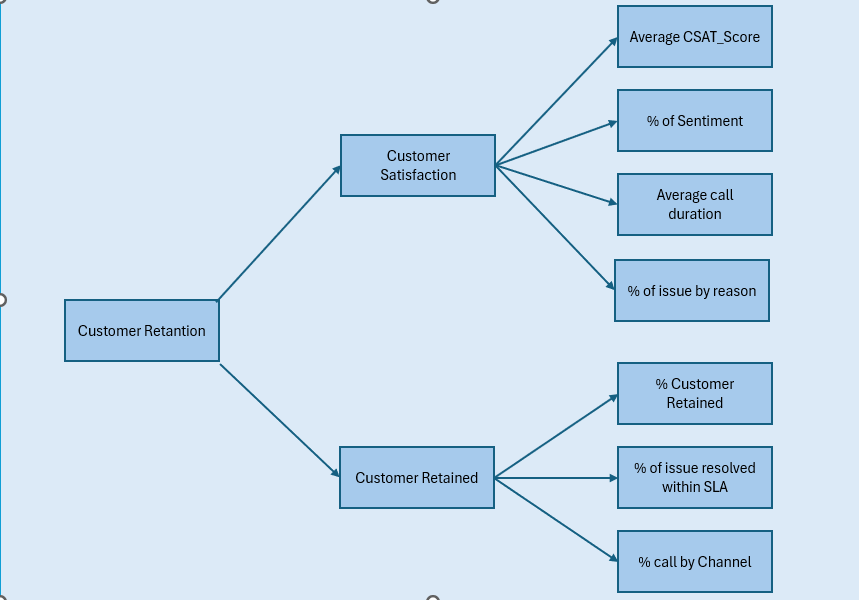 Average CSAT_Score
% of Sentiment
Customer
Satisfaction
Average call
duration
% of issue by reason
Customer Retantion
% Customer
Retained
Customer Retained
% of issue resolved
within SLA
% call by Channel